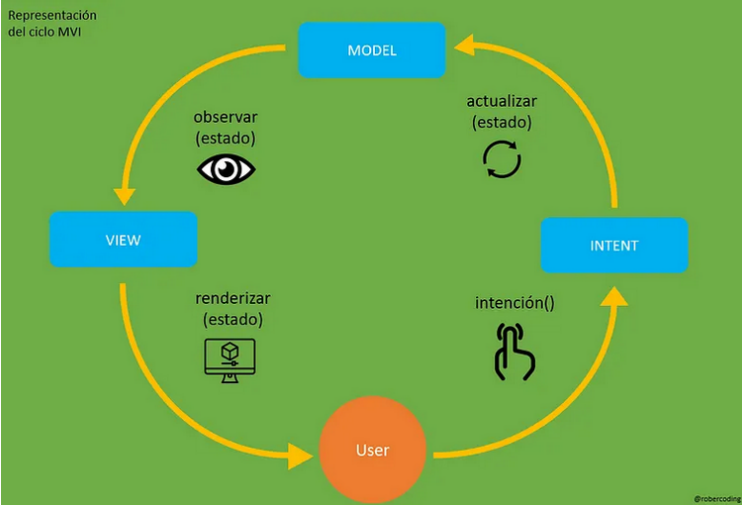 Representación
del ciclo MVI
MODEL
observar
(estado)
actualizar
(estado)
VIEW
INTENT
renderizar
(estado)
intención()
User
@robercoding